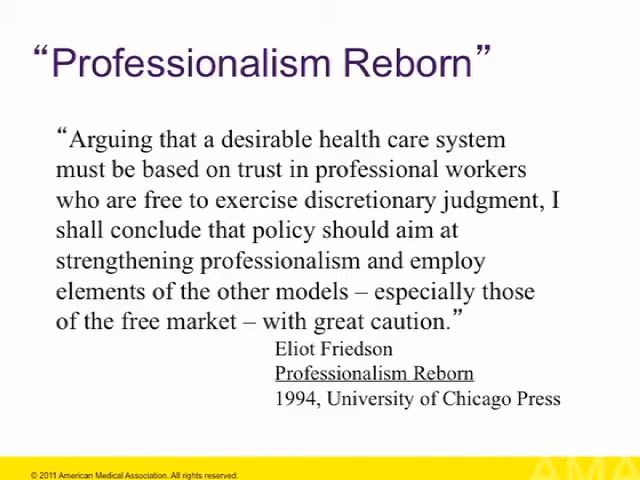 “Professionalism Reborn”
“Arguing that a desirable health care system
must be based on trust in professional workers
who are free to exercise discretionary judgment, I
shall conclude that policy should aim at
strengthening professionalism and employ
elements of the other models – especially those
of the free market – with great caution.”
Eliot Friedson
Professionalism Reborn
1994, University of Chicago Press
© 2011 American Medical Association. All rights reserved.
AMA